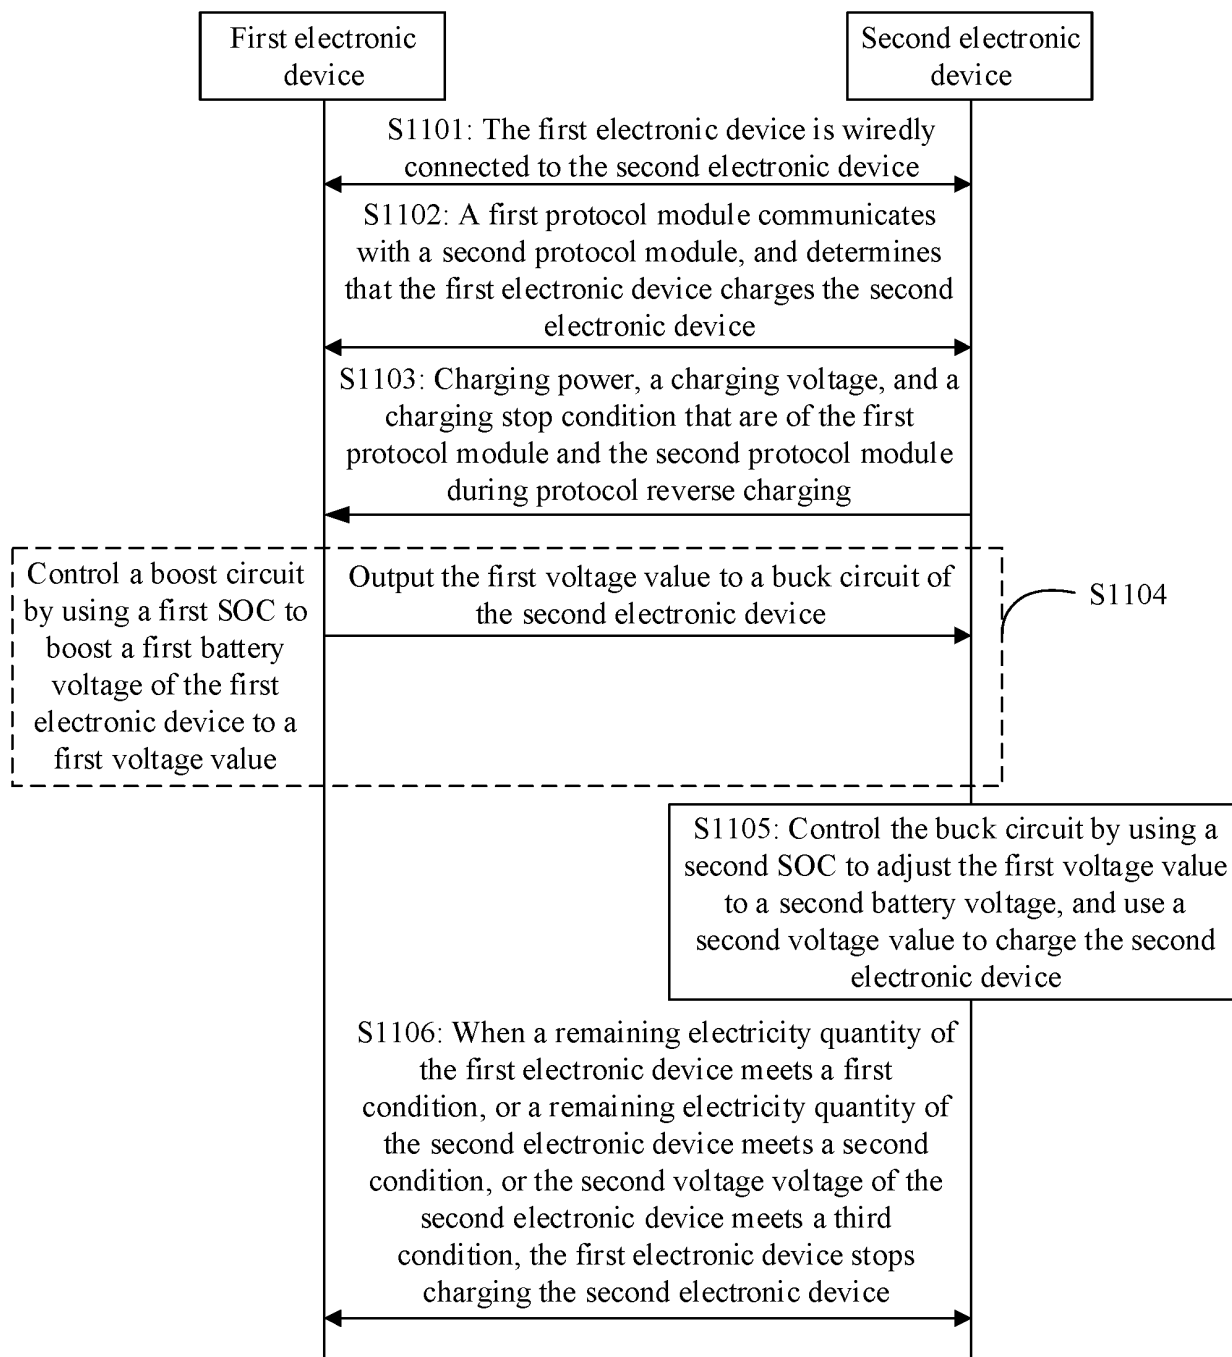 First electronic
device
Second electronic
device
S1101: The first electronic device is wiredly
connected to the second electronic device
S1102: A first protocol module communicates
with a second protocol module, and determines
that the first electronic device charges the second
electronic device
S1103: Charging power, a charging voltage, and a
charging stop condition that are of the first
protocol module and the second protocol module
during protocol reverse charging
Control a boost circuit
by using a first SOC to
boost a first battery
voltage of the first
electronic device to a
first voltage value
Output the first voltage value to a buck circuit of
the second electronic device
S1104
S1105: Control the buck circuit by using a
second SOC to adjust the first voltage value
to a second battery voltage, and use a
second voltage value to charge the second
electronic device
S1106: When a remaining electricity quantity of
the first electronic device meets a first
condition, or a remaining electricity quantity of
the second electronic device meets a second
condition, or the second voltage voltage of the
second electronic device meets a third
condition, the first electronic device stops
charging the second electronic device